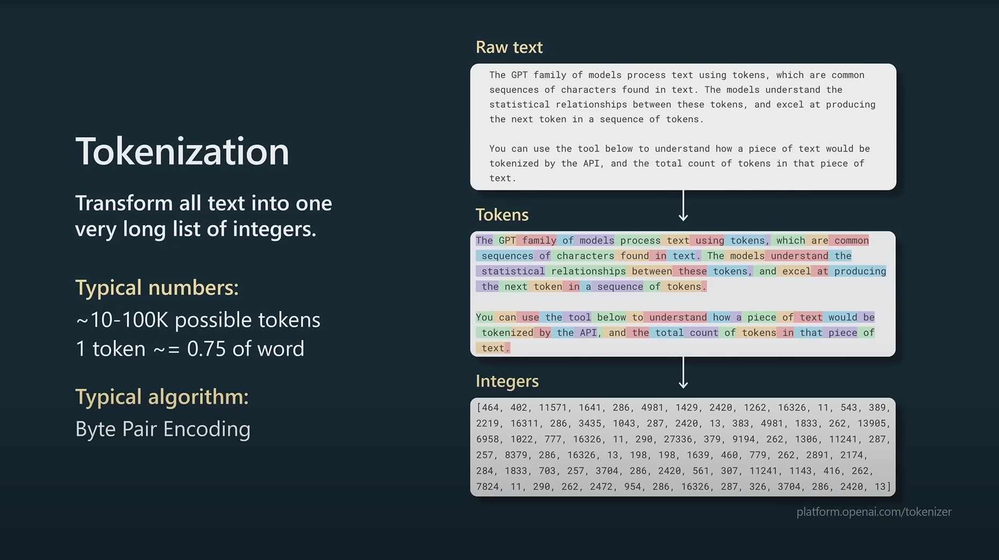 Tokenization
Transform all text into one
very long list of integers.
Typical numbers:
~10-100K possible tokens
1 token ~= 0.75 of word
Typical algorithm:
Byte Pair Encoding
Raw text
The GPT family of models process text using tokens, which are common
sequences of characters found in text. The models understand the
statistical relationships between these tokens, and excel at producing
the next token in a sequence of tokens.
You can use the tool below to understand how a piece of text would be
tokenized by the API, and the total count of tokens in that piece of
text.
Tokens
The GPT family of models process text using tokens, which are common
sequences of characters found in text. The models understand the
statistical relationships between these tokens, and excel at producing
the next token in a sequence of tokens.
You can use the tool below to understand how a piece of text would be
tokenized by the API, and the total count of tokens in that piece of
text.
Integers
[464, 402, 11571, 1641, 286, 4981, 1429, 2420, 1262, 16326, 11, 543, 389,
2219, 16311, 286, 3435, 1043, 287, 2420, 13, 383, 4981, 1833, 262, 13905,
6958, 1022, 777, 16326, 11, 290, 27336, 379, 9194, 262, 1306, 11241, 287,
257, 8379, 286, 16326, 13, 198, 198, 1639, 460, 779, 262, 2891, 2174,
284, 1833, 703, 257, 3704, 286, 2420, 561, 307, 11241, 1143, 416, 262,
7824, 11, 290, 262, 2472, 954, 286, 16326, 287, 326, 3704, 286, 2420, 13]
platform.openai.com/tokenizer